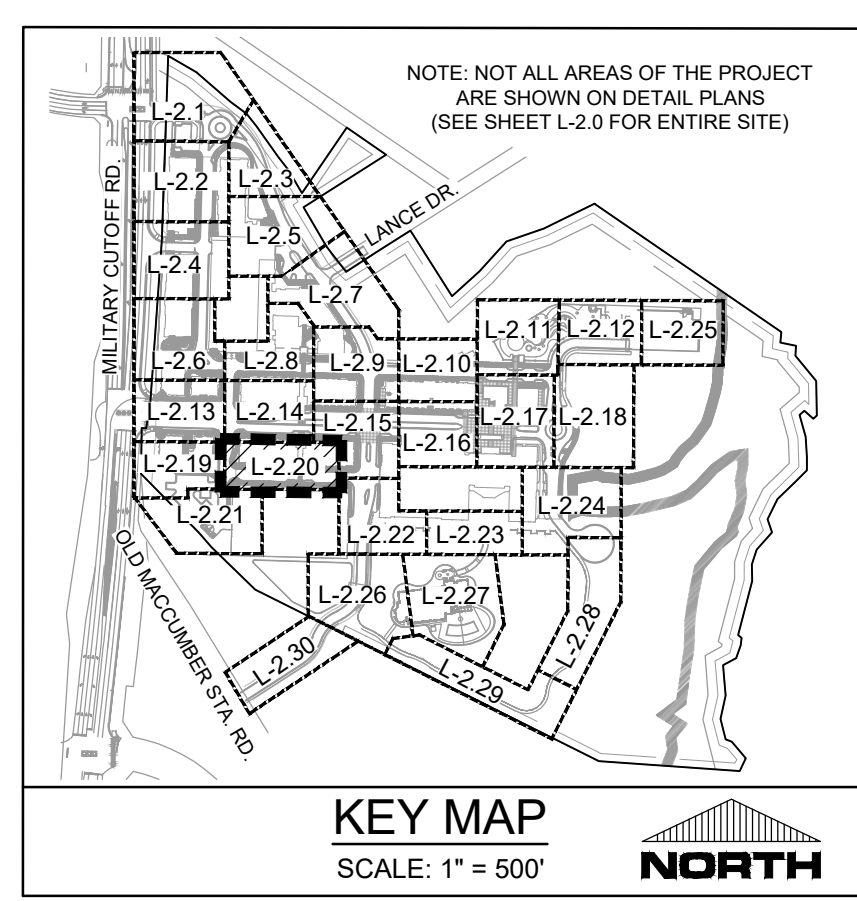 NOTE: NOT ALL AREAS OF THE PROJECT
ARE SHOWN ON DETAIL PLANS
(SEE SHEET L-2.0 FOR ENTIRE SITE)
MILITARY CUTOFF RD.
LANCE DR.
OLD MACCUMBER STA. RD.
L-2.1
L-2.2
L-2.3
L-2.4
L-2.5
L-2.6
L-2.7
L-2.8
L-2.9
L-2.10
L-2.11
L-2.12
L-2.25
L-2.13
L-2.14
L-2.15
L-2.16
L-2.17
L-2.18
L-2.19
L-2.20
L-2.21
L-2.22
L-2.23
L-2.24
L-2.26
L-2.27
L-2.28
L-2.29
L-2.30
KEY MAP
SCALE: 1" = 500'
NORTH